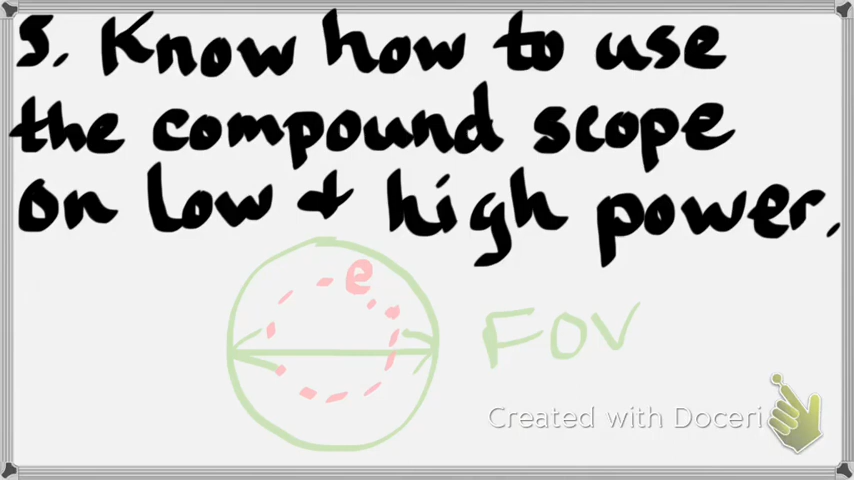 5. Know how to use
the compound scope
on low & high power.
e
FOV
Created with Doceri